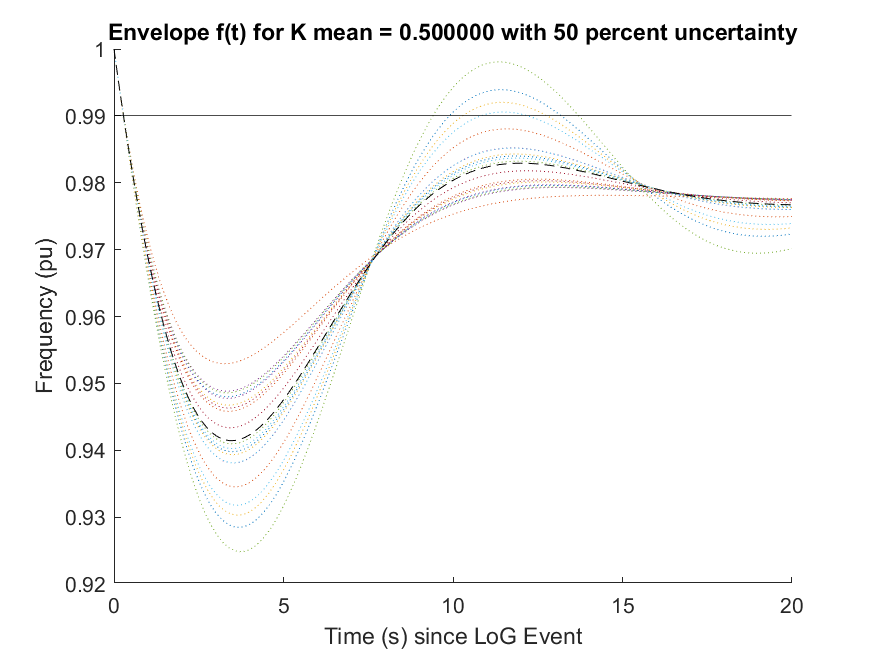 Envelope f(t) for K mean = 0.500000 with 50 percent uncertainty
1
0.99
0.98
0.97
0.96
0.95
0.94
0.93
0.92
Frequency (pu)
0 5 10 15 20
Time (s) since LoG Event